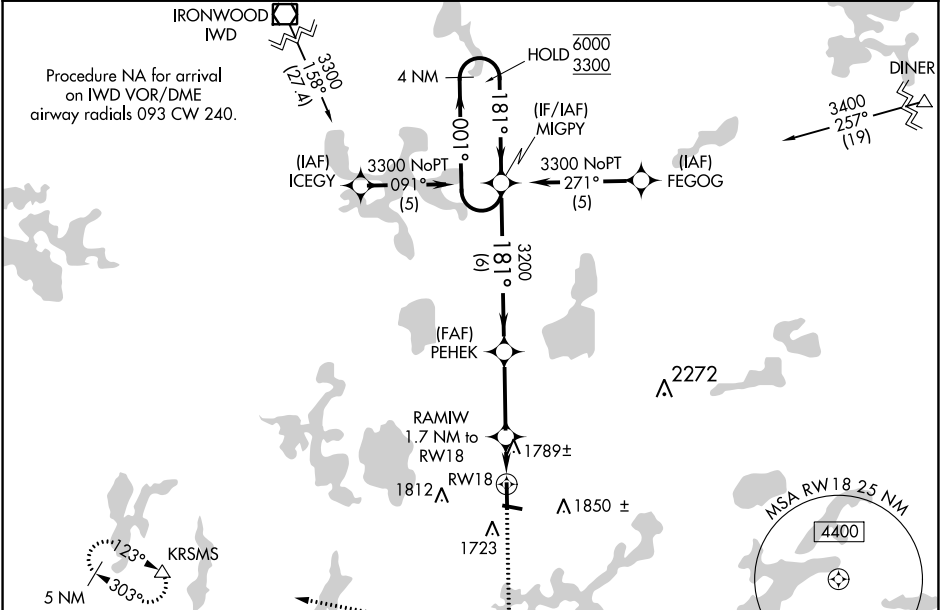 IRONWOOD
IWD
3300
158°
(27.4)
Procedure NA for arrival
on IWD VOR/DME
airway radials 093 CW 240.
4 NM
HOLD 6000
3300
001°
181°
(IF/IAF)
MIGPY
DINER
3400
257°
(19)
(IAF)
ICEGY
3300 NoPT
091°
(5)
3300 NoPT
271°
(5)
(IAF)
FEGOG
3200
181°
(6)
(FAF)
PEHEK
2272
RAMIW
1.7 NM to
RW18
1789±
RW18
1812
1850 ±
1723
MSA RW18 25 NM
4400
123°
303°
KRSMS
5 NM